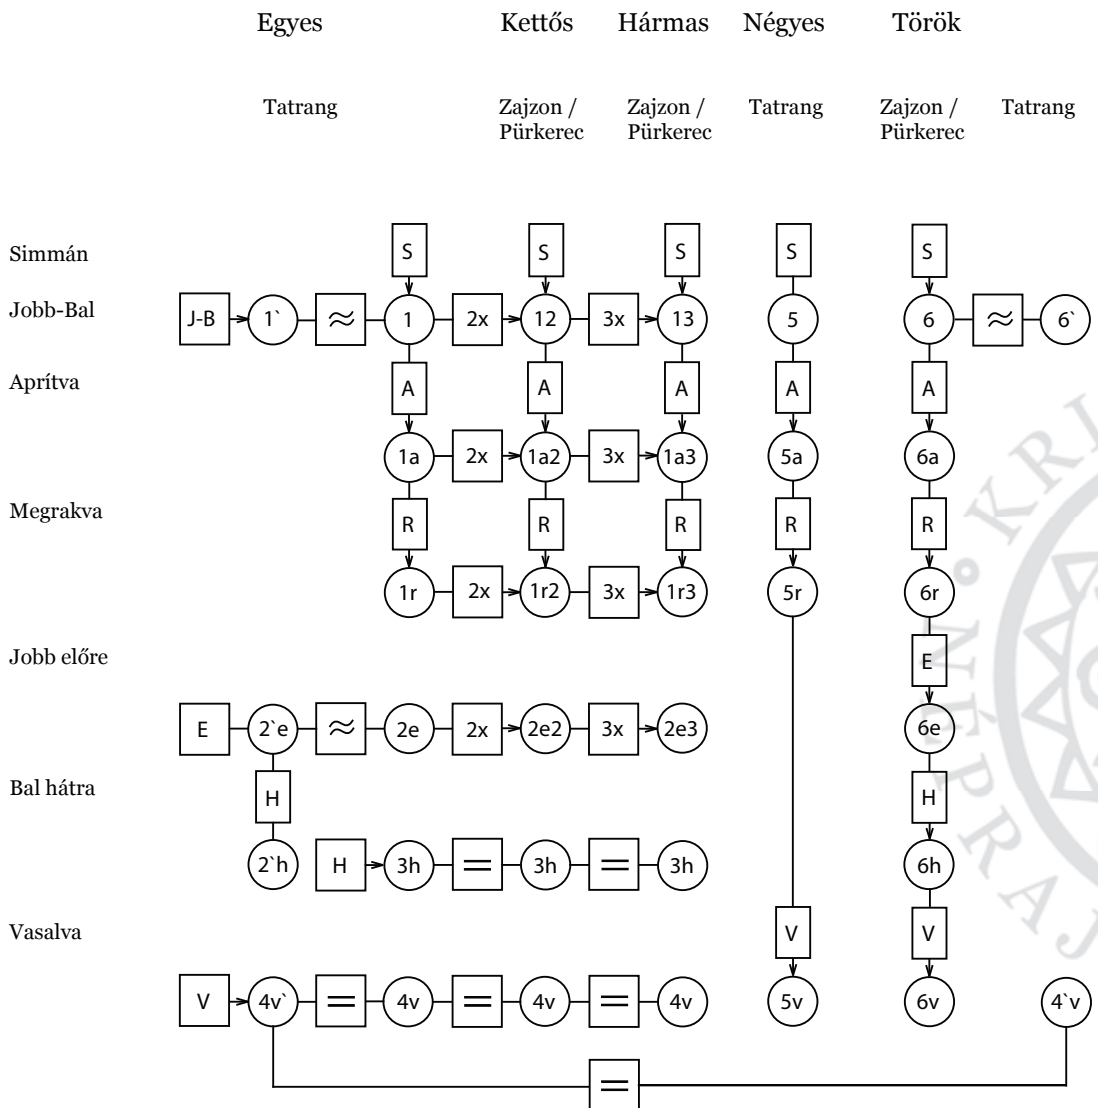 Egyes Kettős Hármas Négyes Török
Tatrang Zajzon / Zajzon / Tatrang Zajzon / Tatrang
Pürkerec Pürkerec Pürkerec
Simmán S S S S S
Jobb-Bal J-B 1` ≈ 1 2x 12 3x 13 5 6 ≈ 6`
Aprítva A A A A A
1a 2x 1a2 3x 1a3 5a 6a
Megrakva R R R R R
1r 2x 1r2 3x 1r3 5r 6r
Jobb előre E
E 2`e ≈ 2e 2x 2e2 3x 2e3 6e
Bal hátra H H
2`h H 3h = 3h = 3h 6h
Vasalva V V
V 4v` = 4v = 4v = 4v 5v 6v 4`v
=
KRI
NÉPRAJ